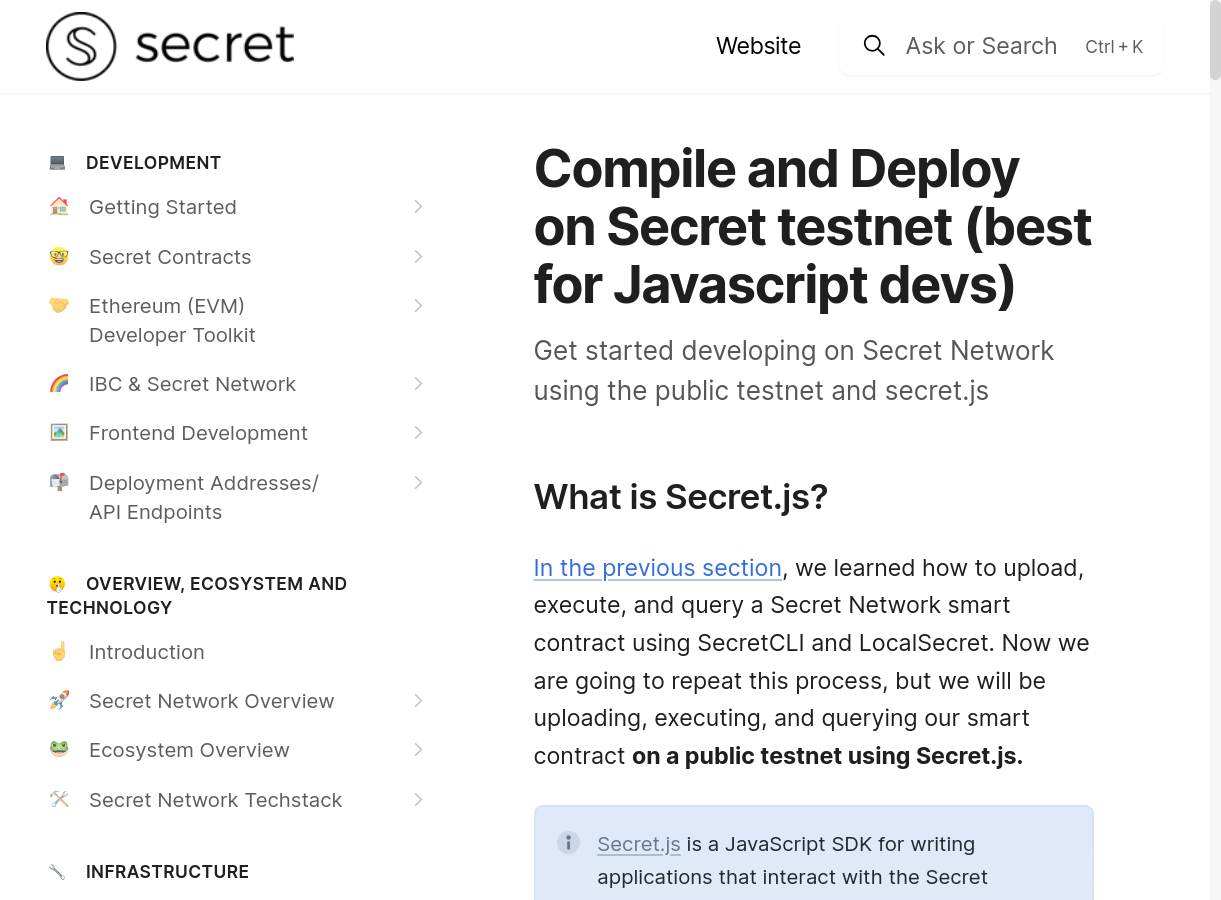 secret
Website
Ask or Search
Ctrl + K
DEVELOPMENT
Getting Started
Secret Contracts
Ethereum (EVM)
Developer Toolkit
IBC & Secret Network
Frontend Development
Deployment Addresses/
API Endpoints
OVERVIEW, ECOSYSTEM AND
TECHNOLOGY
Introduction
Secret Network Overview
Ecosystem Overview
Secret Network Techstack
INFRASTRUCTURE
Compile and Deploy
on Secret testnet (best
for Javascript devs)
Get started developing on Secret Network
using the public testnet and secret.js
What is Secret.js?
In the previous section, we learned how to upload,
execute, and query a Secret Network smart
contract using SecretCLI and LocalSecret. Now we
are going to repeat this process, but we will be
uploading, executing, and querying our smart
contract on a public testnet using Secret.js.
Secret.js is a JavaScript SDK for writing
applications that interact with the Secret